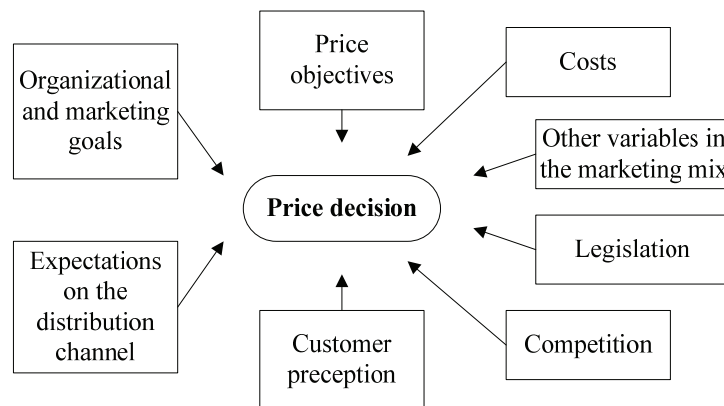 Organizational
and marketing
goals
Price
objectives
Costs
Other variables in
the marketing mix
Price decision
Legislation
Expectations
on the
distribution
channel
Customer
preception
Competition